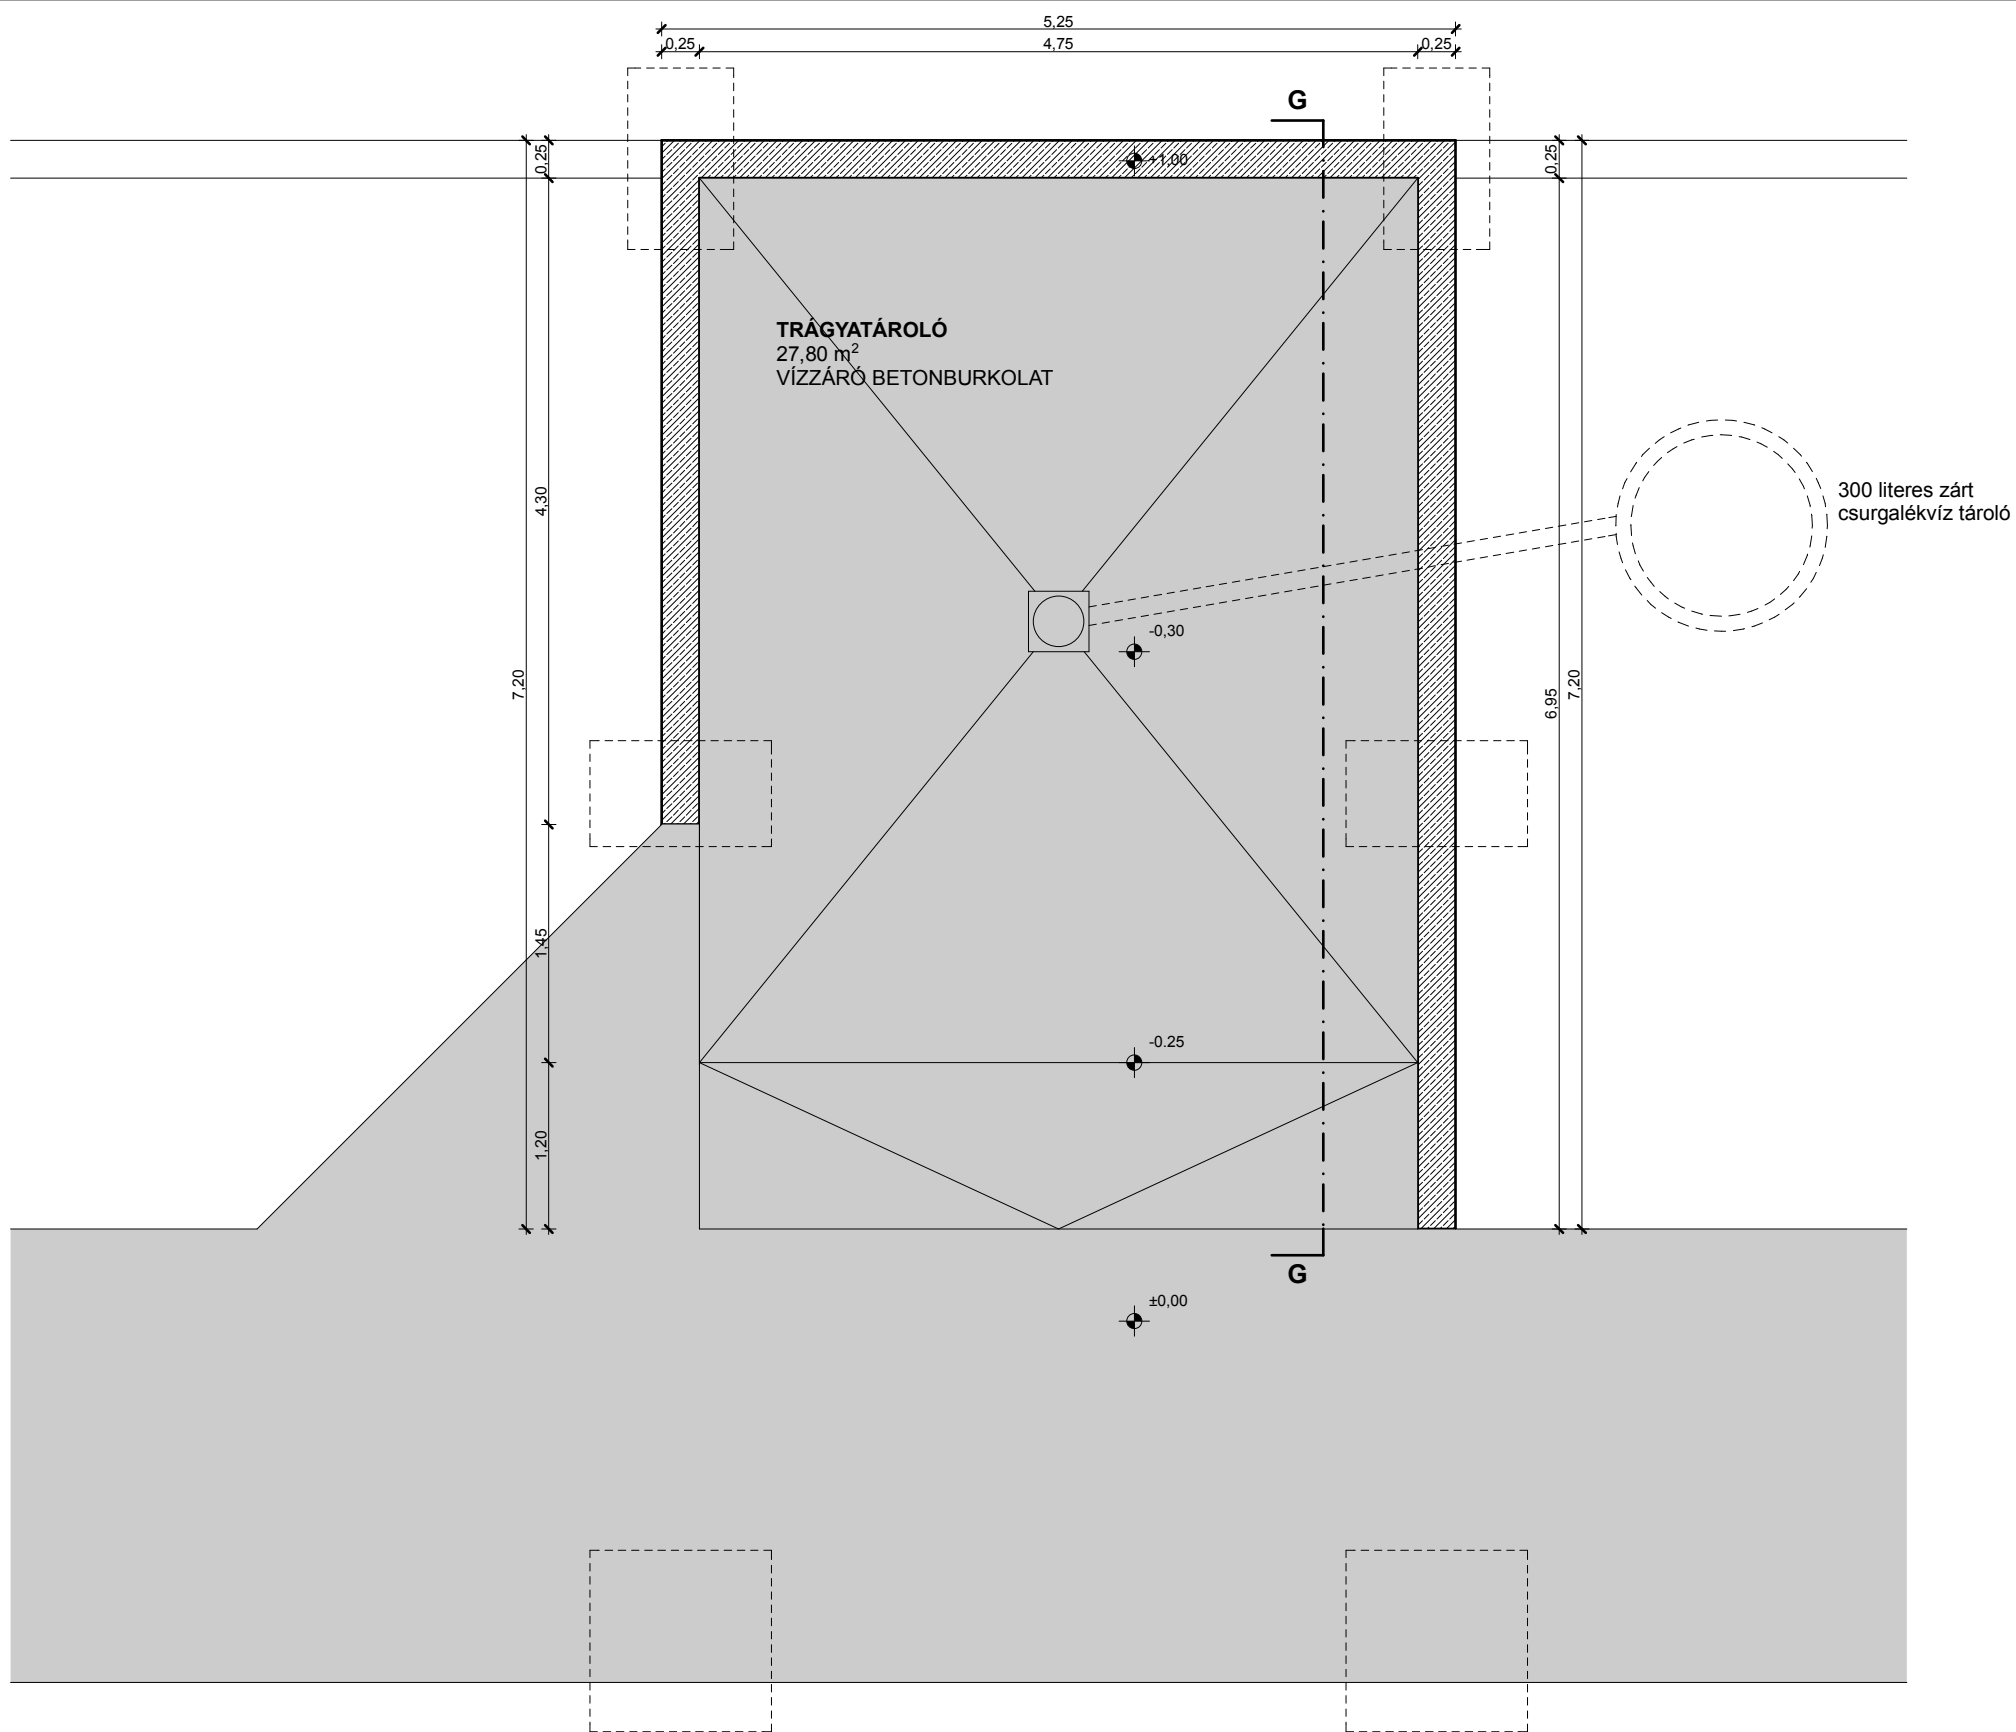 5,25
0,25
4,75
0,25
G
0,25
+1,00
0,25
TRÁGYATÁROLÓ
27,80 m²
VÍZZÁRÓ BETONBURKOLAT
4,30
300 literes zárt
csurgalékvíz tároló
-0,30
7,20
6,95
7,20
1,45
-0.25
1,20
G
±0,00